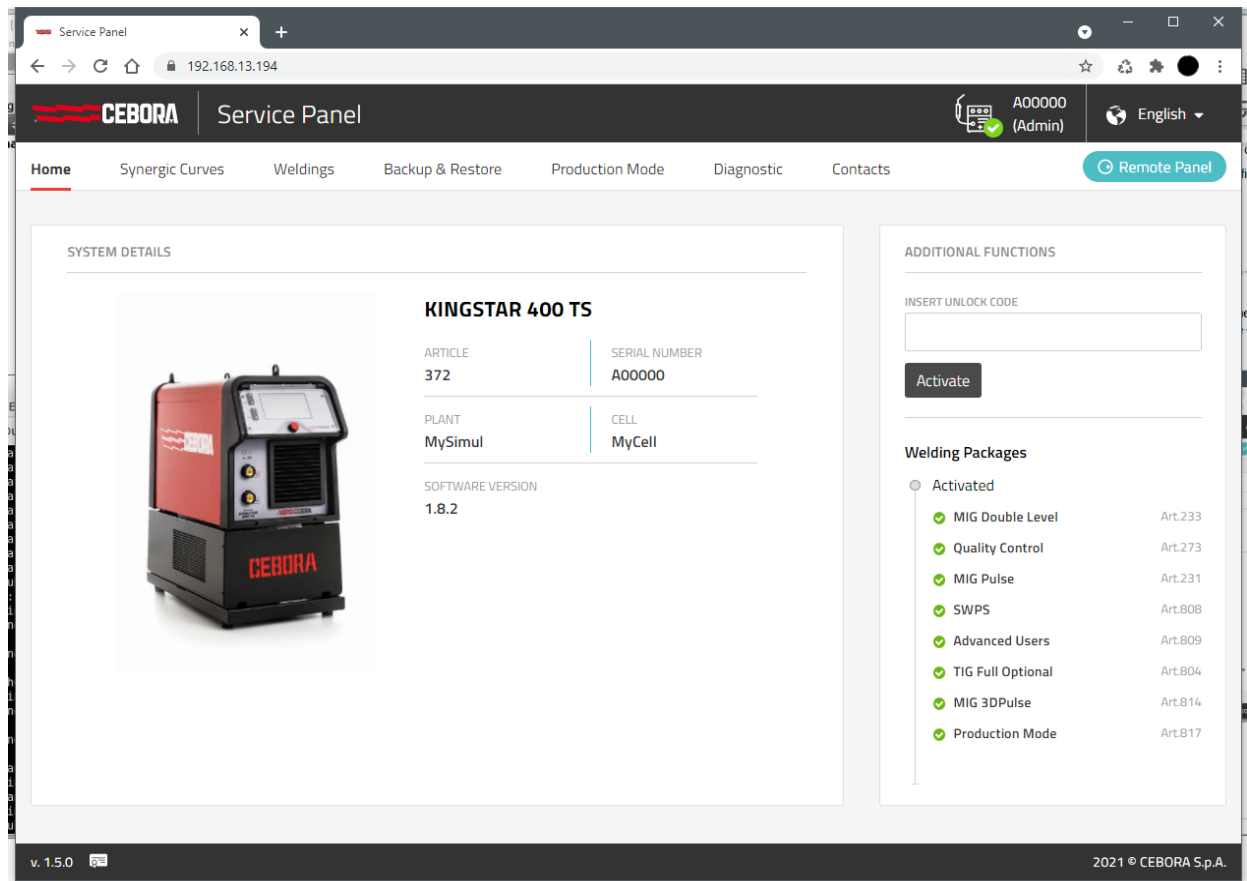 Service Panel
192.168.13.194
CEBORA
Service Panel
A00000
(Admin)
English
Home
Synergic Curves
Weldings
Backup & Restore
Production Mode
Diagnostic
Contacts
Remote Panel
SYSTEM DETAILS
KINGSTAR 400 TS
ARTICLE
372
SERIAL NUMBER
A00000
PLANT
MySimul
CELL
MyCell
SOFTWARE VERSION
1.8.2
CEBORA
CEBORA
ADDITIONAL FUNCTIONS
INSERT UNLOCK CODE
Activate
Welding Packages
Activated
MIG Double Level Art.233
Quality Control Art.273
MIG Pulse Art.231
SWPS Art.808
Advanced Users Art.809
TIG Full Optional Art.804
MIG 3DPulse Art.814
Production Mode Art.817
v. 1.5.0
2021 © CEBORA S.p.A.